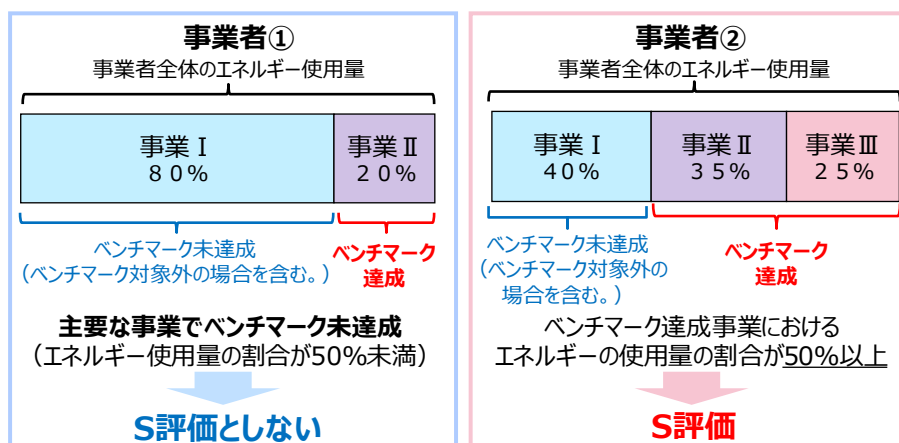 事業者①
事業者全体のエネルギー使用量
事業Ⅰ
８０％
事業Ⅱ
２０％
ベンチマーク未達成
（ベンチマーク対象外の場合を含む。）
ベンチマーク
達成
主要な事業でベンチマーク未達成
（エネルギー使用量の割合が50％未満）
S評価としない
事業者②
事業者全体のエネルギー使用量
事業Ⅰ
４０％
事業Ⅱ
３５％
事業Ⅲ
２５％
ベンチマーク未達成
（ベンチマーク対象外の
場合を含む。）
ベンチマーク
達成
ベンチマーク達成事業における
エネルギーの使用量の割合が50％以上
S評価